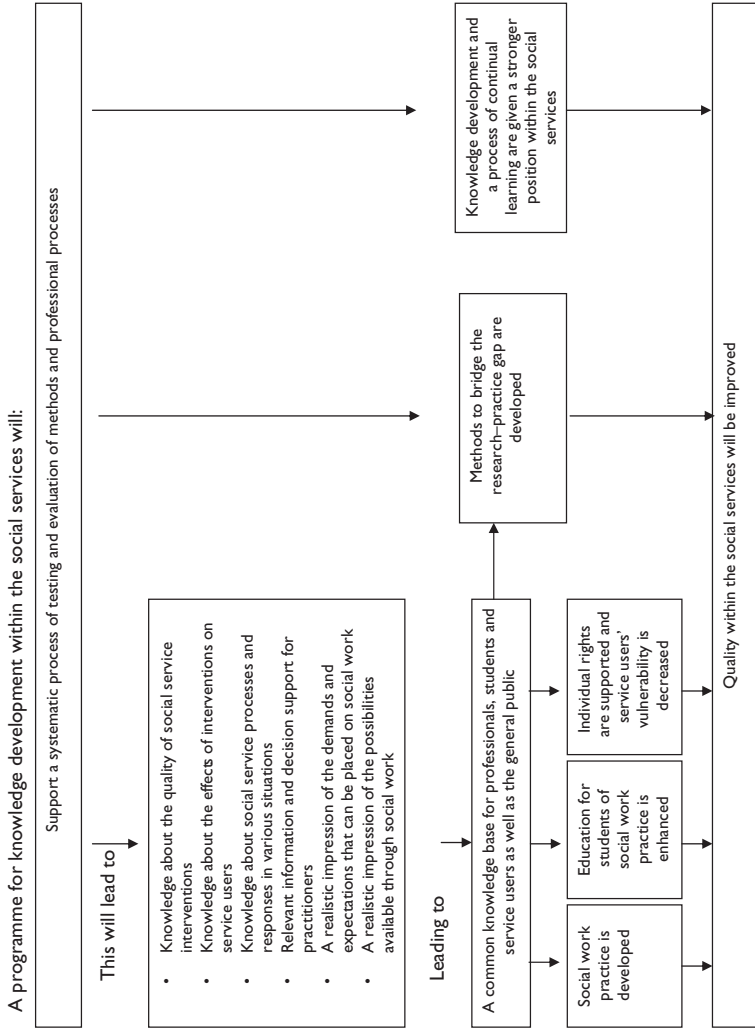 A programme for knowledge development within the social services will:
Support a systematic process of testing and evaluation of methods and professional processes
This will lead to
• Knowledge about the quality of social service
interventions
• Knowledge about the effects of interventions on
service users
• Knowledge about social service processes and
responses in various situations
• Relevant information and decision support for
practitioners
• A realistic impression of the demands and
expectations that can be placed on social work
• A realistic impression of the possibilities
available through social work
Leading to
A common knowledge base for professionals, students and
service users as well as the general public
Social work
practice is
developed
Education for
students of
social work
practice is
enhanced
Individual rights
are supported and
service users'
vulnerability is
decreased
Methods to bridge the
research–practice gap are
developed
Knowledge development and
a process of continual
learning are given a stronger
position within the social
services
Quality within the social services will be improved